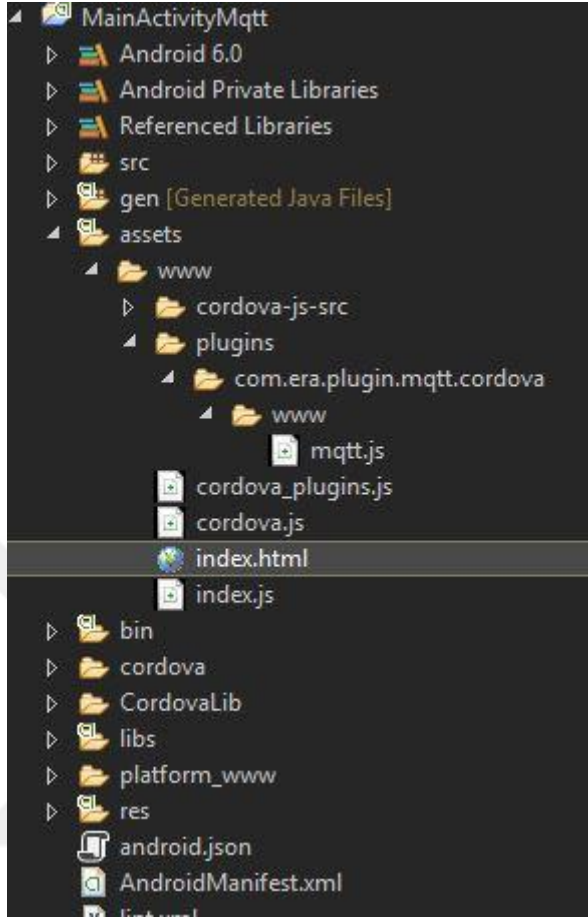 MainActivityMqtt
Android 6.0
Android Private Libraries
Referenced Libraries
src
gen [Generated Java Files]
assets
www
cordova-js-src
plugins
com.era.plugin.mqtt.cordova
www
mqtt.js
cordova_plugins.js
cordova.js
index.html
index.js
bin
cordova
CordovaLib
libs
platform_www
res
android.json
AndroidManifest.xml
lint.xml